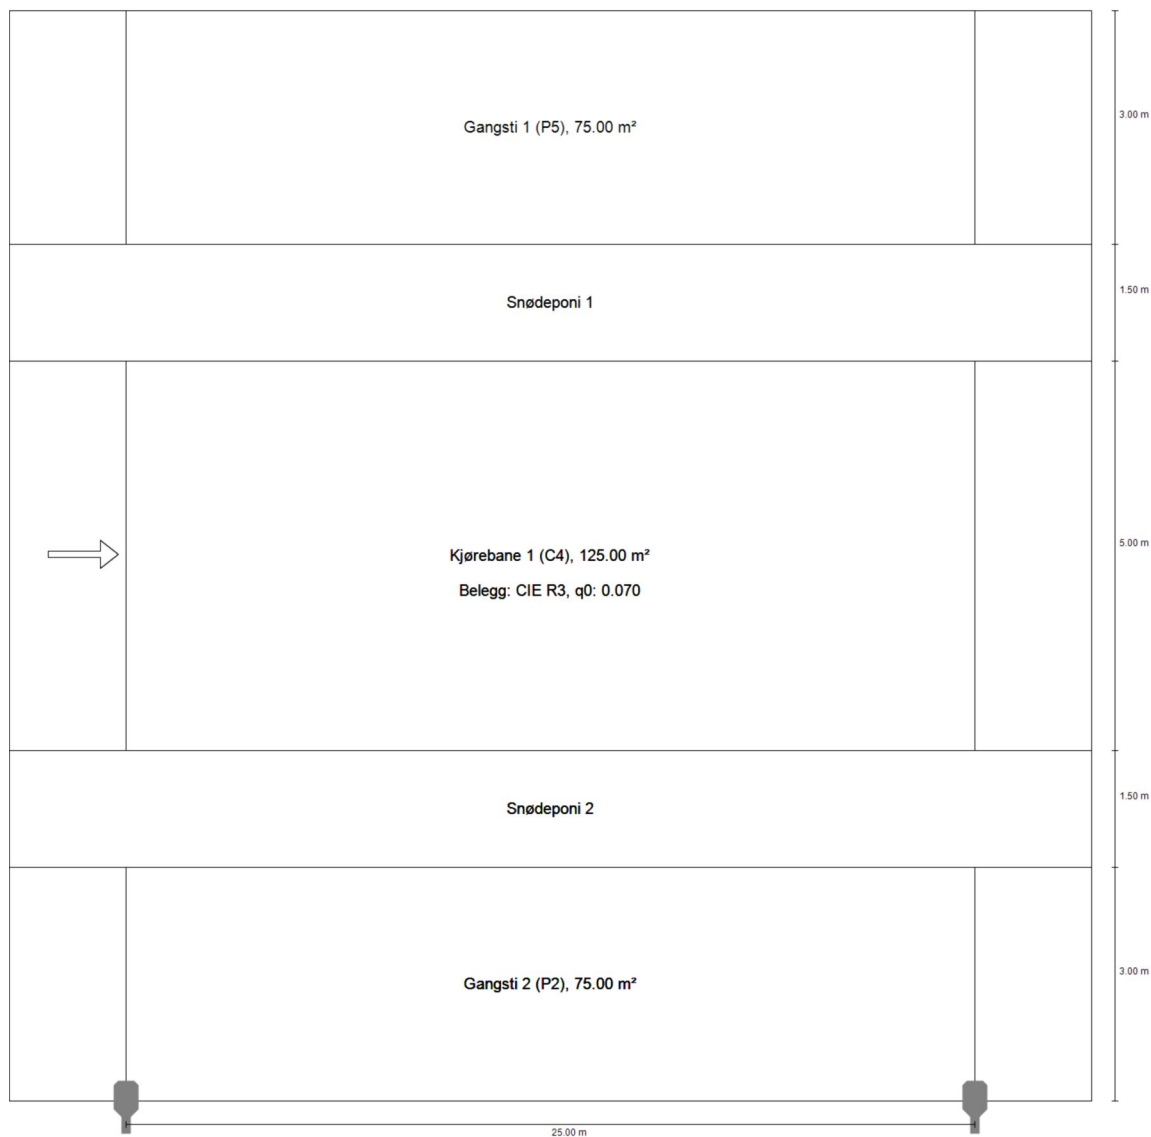 Gangsti 1 (P5), 75.00 m²
3.00 m
Snødeponi 1
1.50 m
Kjørebane 1 (C4), 125.00 m²
Belegg: CIE R3, q0: 0.070
5.00 m
Snødeponi 2
1.50 m
Gangsti 2 (P2), 75.00 m²
3.00 m
25.00 m